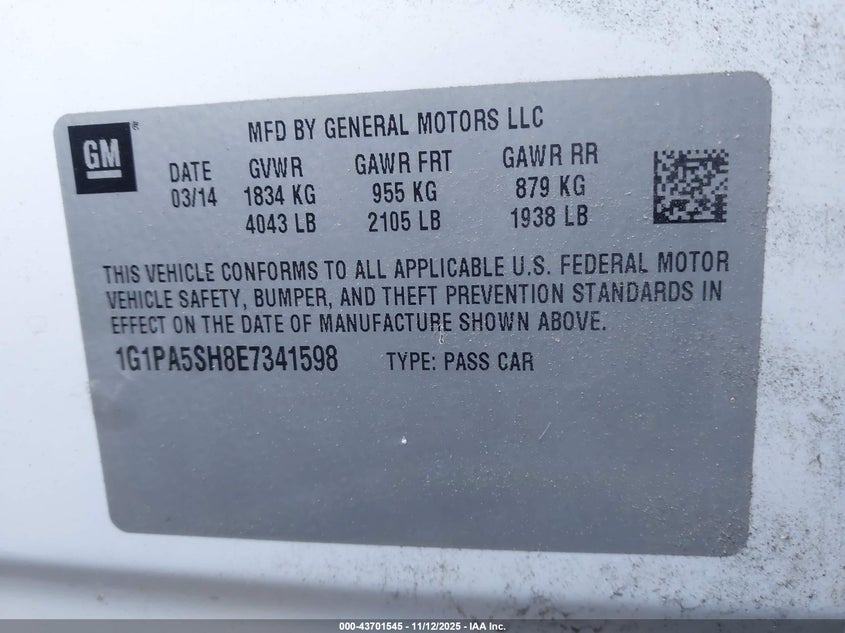 GM
MFD BY GENERAL MOTORS LLC
DATE GVWR GAWR FRT GAWR RR
03/14 1834 KG 955 KG 879 KG
4043 LB 2105 LB 1938 LB
THIS VEHICLE CONFORMS TO ALL APPLICABLE U.S. FEDERAL MOTOR
VEHICLE SAFETY, BUMPER, AND THEFT PREVENTION STANDARDS IN
EFFECT ON THE DATE OF MANUFACTURE SHOWN ABOVE.
1G1PA5SH8E7341598 TYPE: PASS CAR
000-43701545 - 11/12/2025 - IAA Inc.